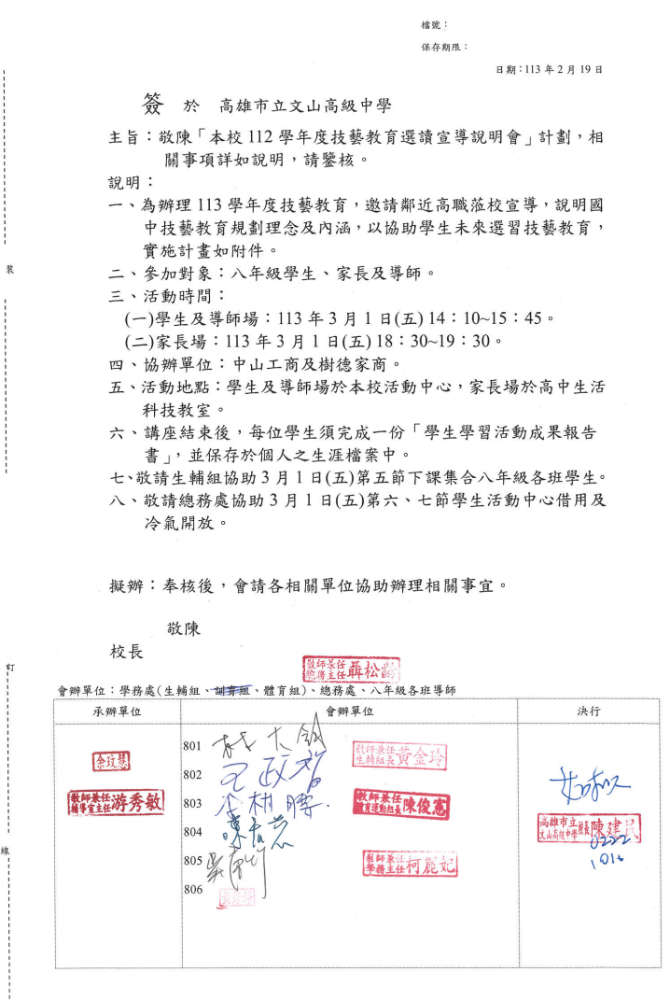 檔號：
保存期限：
日期：113 年 2 月 19 日
簽 於 高雄市立文山高級中學
主旨：敬陳「本校 112 學年度技藝教育選讀宣導說明會」計劃，相
關事項詳如說明，請鑒核。
說明：
一、為辦理 113 學年度技藝教育，邀請鄰近高職蒞校宣導，說明國
中技藝教育規劃理念及內涵，以協助學生未來選習技藝教育，
實施計畫如附件。
二、參加對象：八年級學生、家長及導師。
三、活動時間：
(一)學生及導師場：113 年 3 月 1 日(五) 14：10~15：45。
(二)家長場：113 年 3 月 1 日(五) 18：30~19：30。
四、協辦單位：中山工商及樹德家商。
五、活動地點：學生及導師場於本校活動中心，家長場於高中生活
科技教室。
六、講座結束後，每位學生須完成一份「學生學習活動成果報告
書」，並保存於個人之生涯檔案中。
七、敬請生輔組協助 3 月 1 日(五)第五節下課集合八年級各班學生。
八、敬請總務處協助 3 月 1 日(五)第六、七節學生活動中心借用及
冷氣開放。
擬辦：奉核後，會請各相關單位協助辦理相關事宜。
敬陳
校長
裝
訂
線
教師兼任
總務主任聶松齡
會辦單位：學務處(生輔組、訓育組、體育組)、總務處、八年級各班導師
承辦單位 會辦單位 決行
余玟慧
教師兼任
輔導室主任游秀敏
801
802
803
804
805
806
教師兼任
生輔組長黃金玲
教師兼任
體育運動組長陳俊憲
教師兼任
學務主任柯麗妃
如擬
高雄市立
文山高級中學校長陳建民
0222
1016